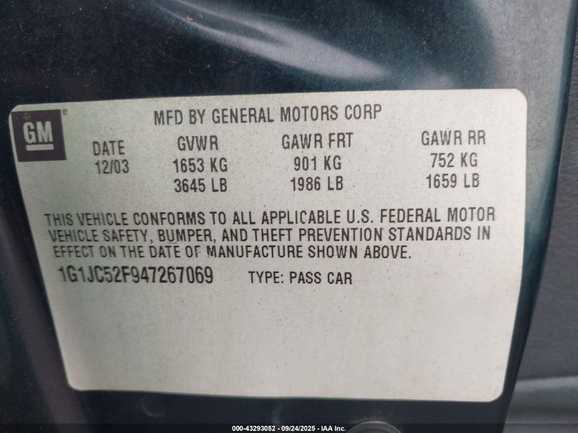 GM
MFD BY GENERAL MOTORS CORP
DATE GVWR GAWR FRT GAWR RR
12/03 1653 KG 901 KG 752 KG
3645 LB 1986 LB 1659 LB
THIS VEHICLE CONFORMS TO ALL APPLICABLE U.S. FEDERAL MOTOR
VEHICLE SAFETY, BUMPER, AND THEFT PREVENTION STANDARDS IN
EFFECT ON THE DATE OF MANUFACTURE SHOWN ABOVE.
1G1JC52F947267069 TYPE: PASS CAR
000-43293052 - 09/24/2025 - IAA Inc.